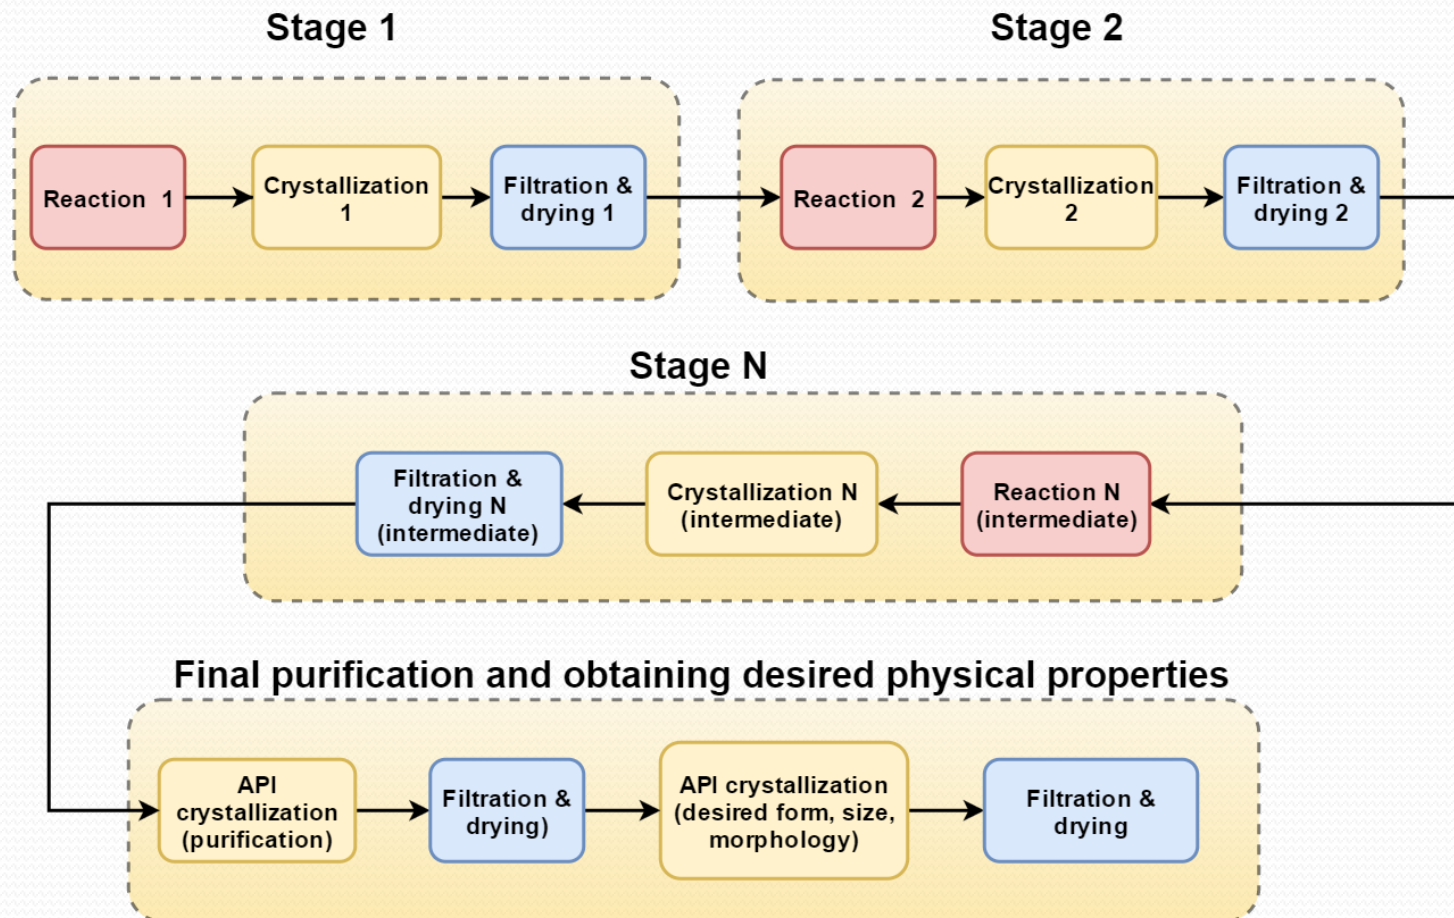 Stage 1
Stage 2
Reaction 1
Crystallization
1
Filtration &
drying 1
Reaction 2
Crystallization
2
Filtration &
drying 2
Stage N
Filtration &
drying N
(intermediate)
Crystallization N
(intermediate)
Reaction N
(intermediate)
Final purification and obtaining desired physical properties
API
crystallization
(purification)
Filtration &
drying)
API crystallization
(desired form, size,
morphology)
Filtration &
drying